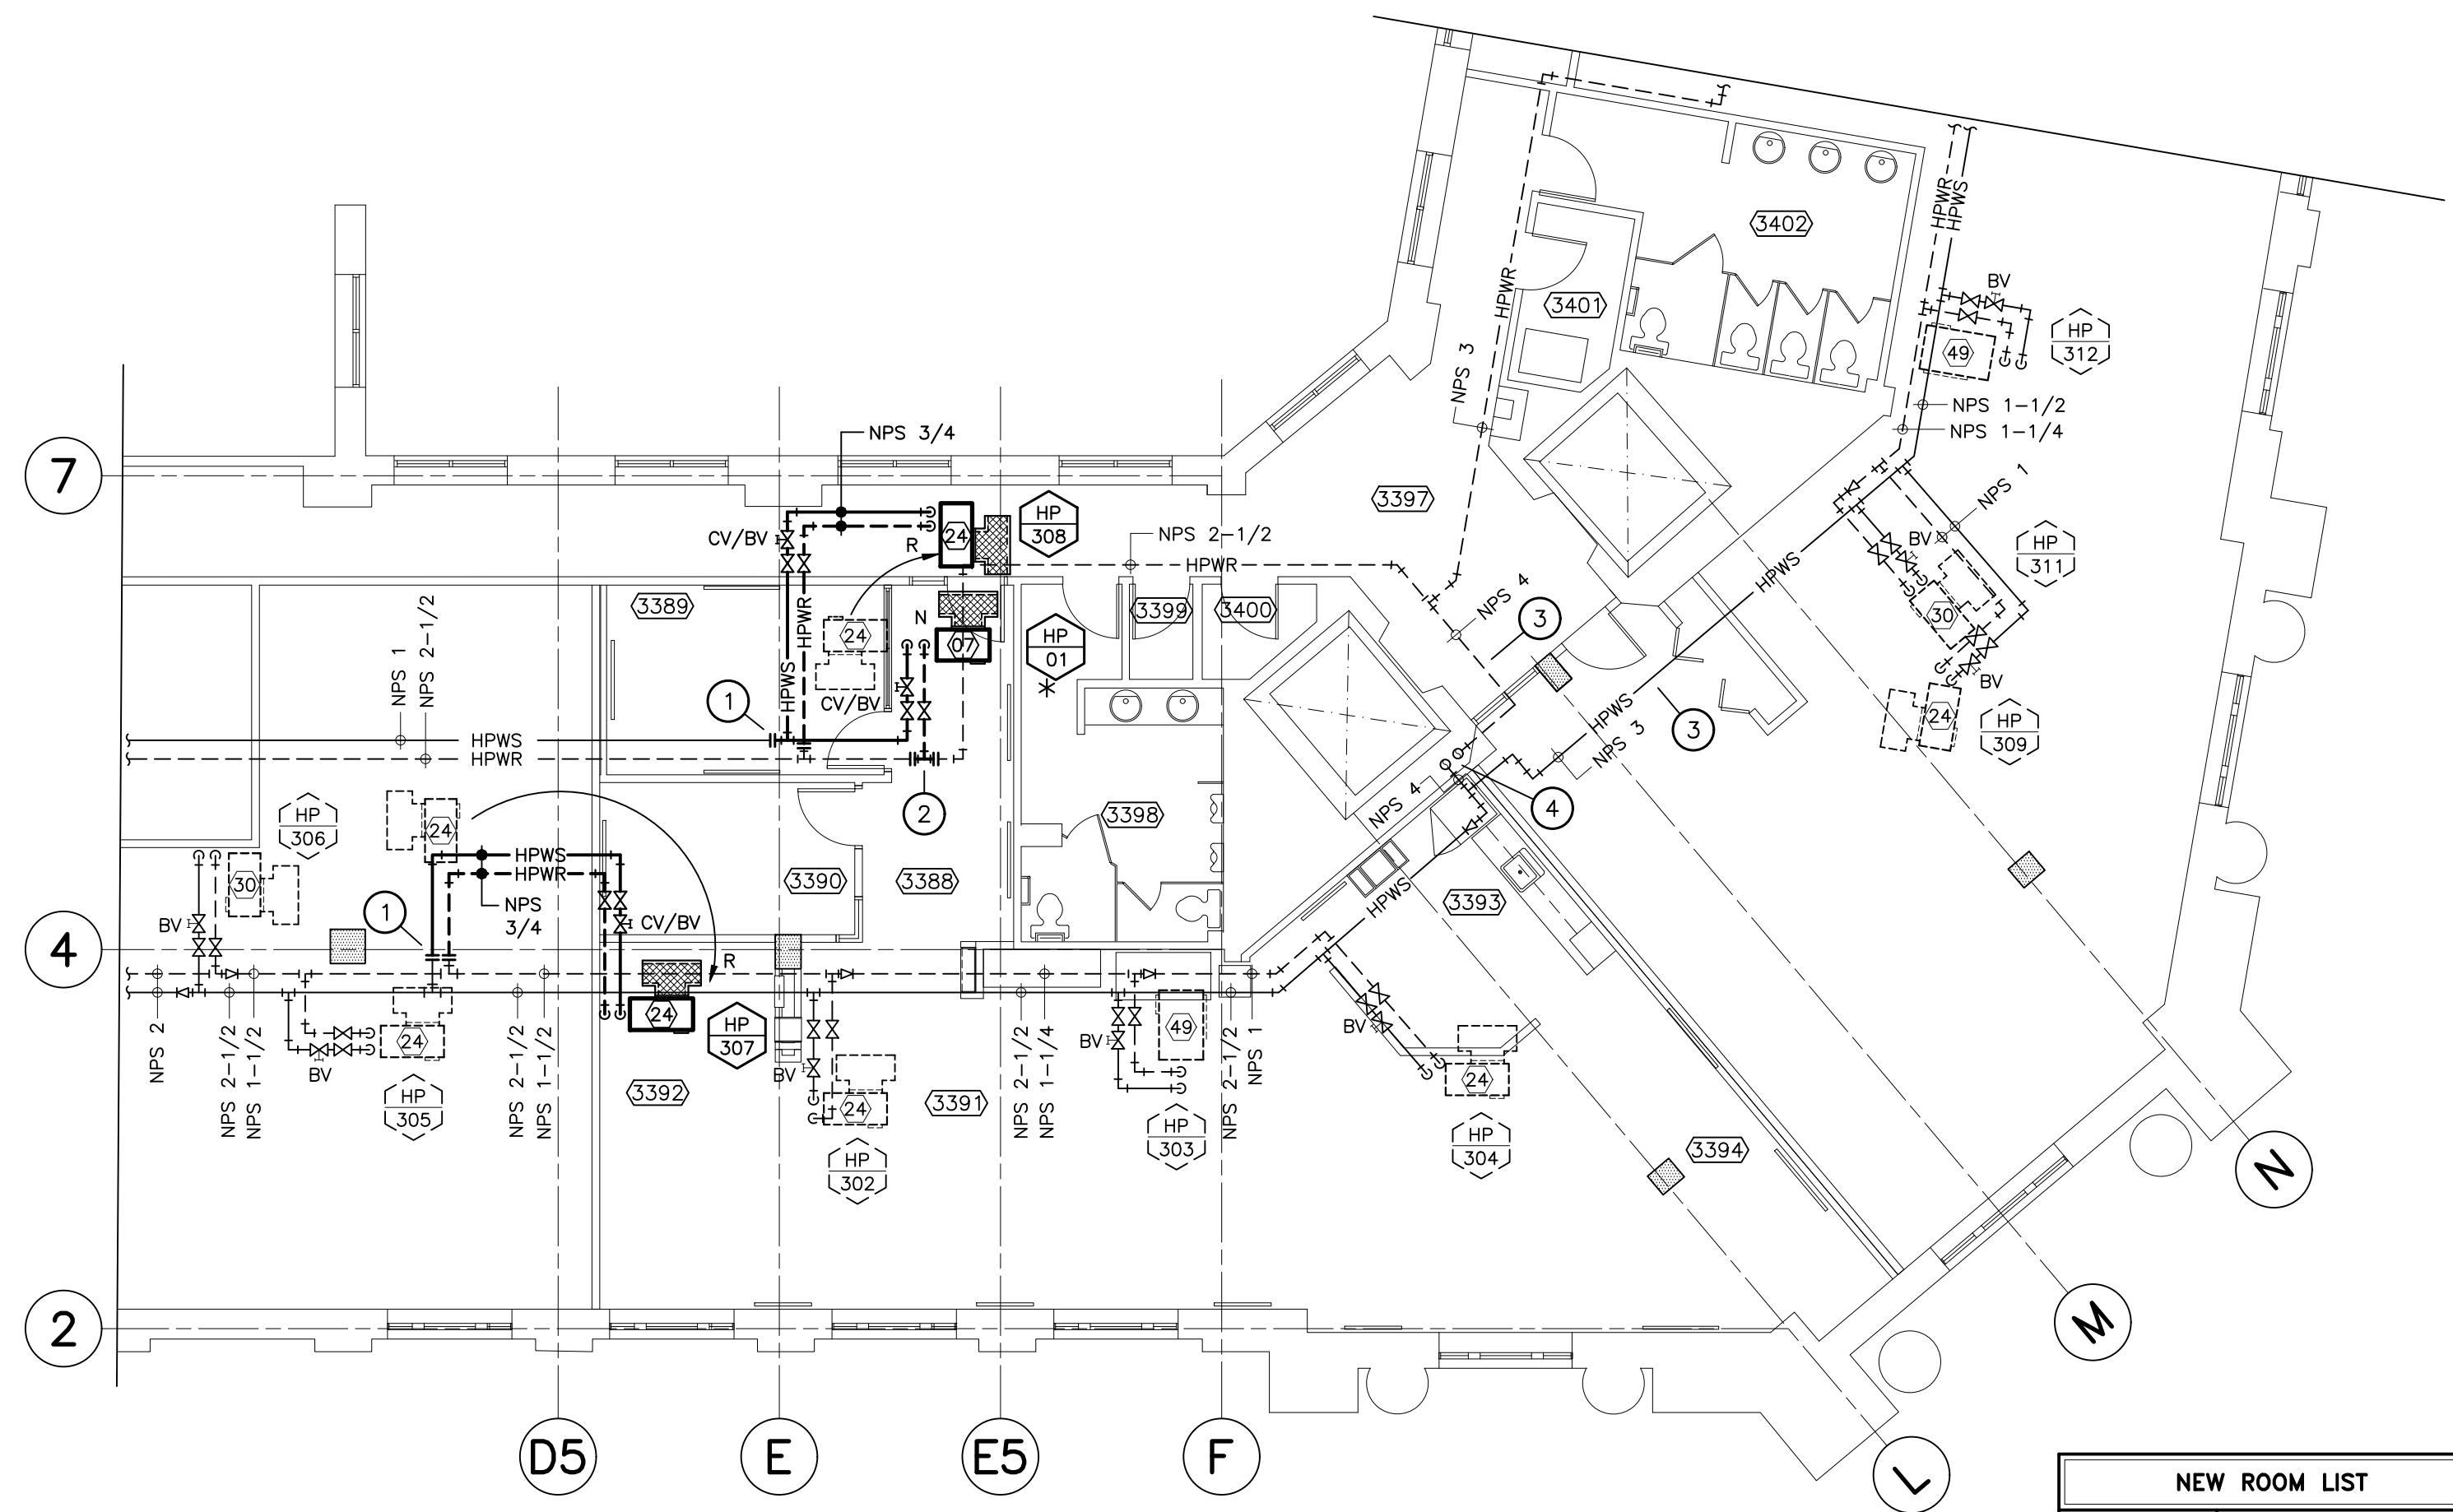 3402
BV
HP
312
3401
49
HPWR
HPWS
HPWR
NPS 3
NPS 1-1/2
NPS 1-1/4
NPS 3/4
7
3397
NPS 1
HP
308
24
CV/BV
R
NPS 2-1/2
HPWR
BV
HP
311
HPWS
NPS 4
3
3389
3399
3400
30
N
24
07
HP
01
*
HPWR
HPWS
NPS 1
NPS 2-1/2
1
CV/BV
BV
24
HP
309
HPWS
3
HPWS
HPWR
NPS 3
4
NPS 4
2
3398
HP
306
24
HPWS
HPWR
30
3390
3388
3393
HPWS
NPS
3/4
1
BV
CV/BV
4
R
24
HP
307
49
BV
BV
24
BV
BV
24
24
NPS 2
NPS 2-1/2
NPS 1-1/2
NPS 2-1/2
NPS 1-1/2
NPS 2-1/2
NPS 1-1/4
NPS 2-1/2
NPS 1
HP
305
3392
3391
HP
303
HP
304
3394
HP
302
N
2
M
D5
E
E5
F
L
NEW ROOM LIST